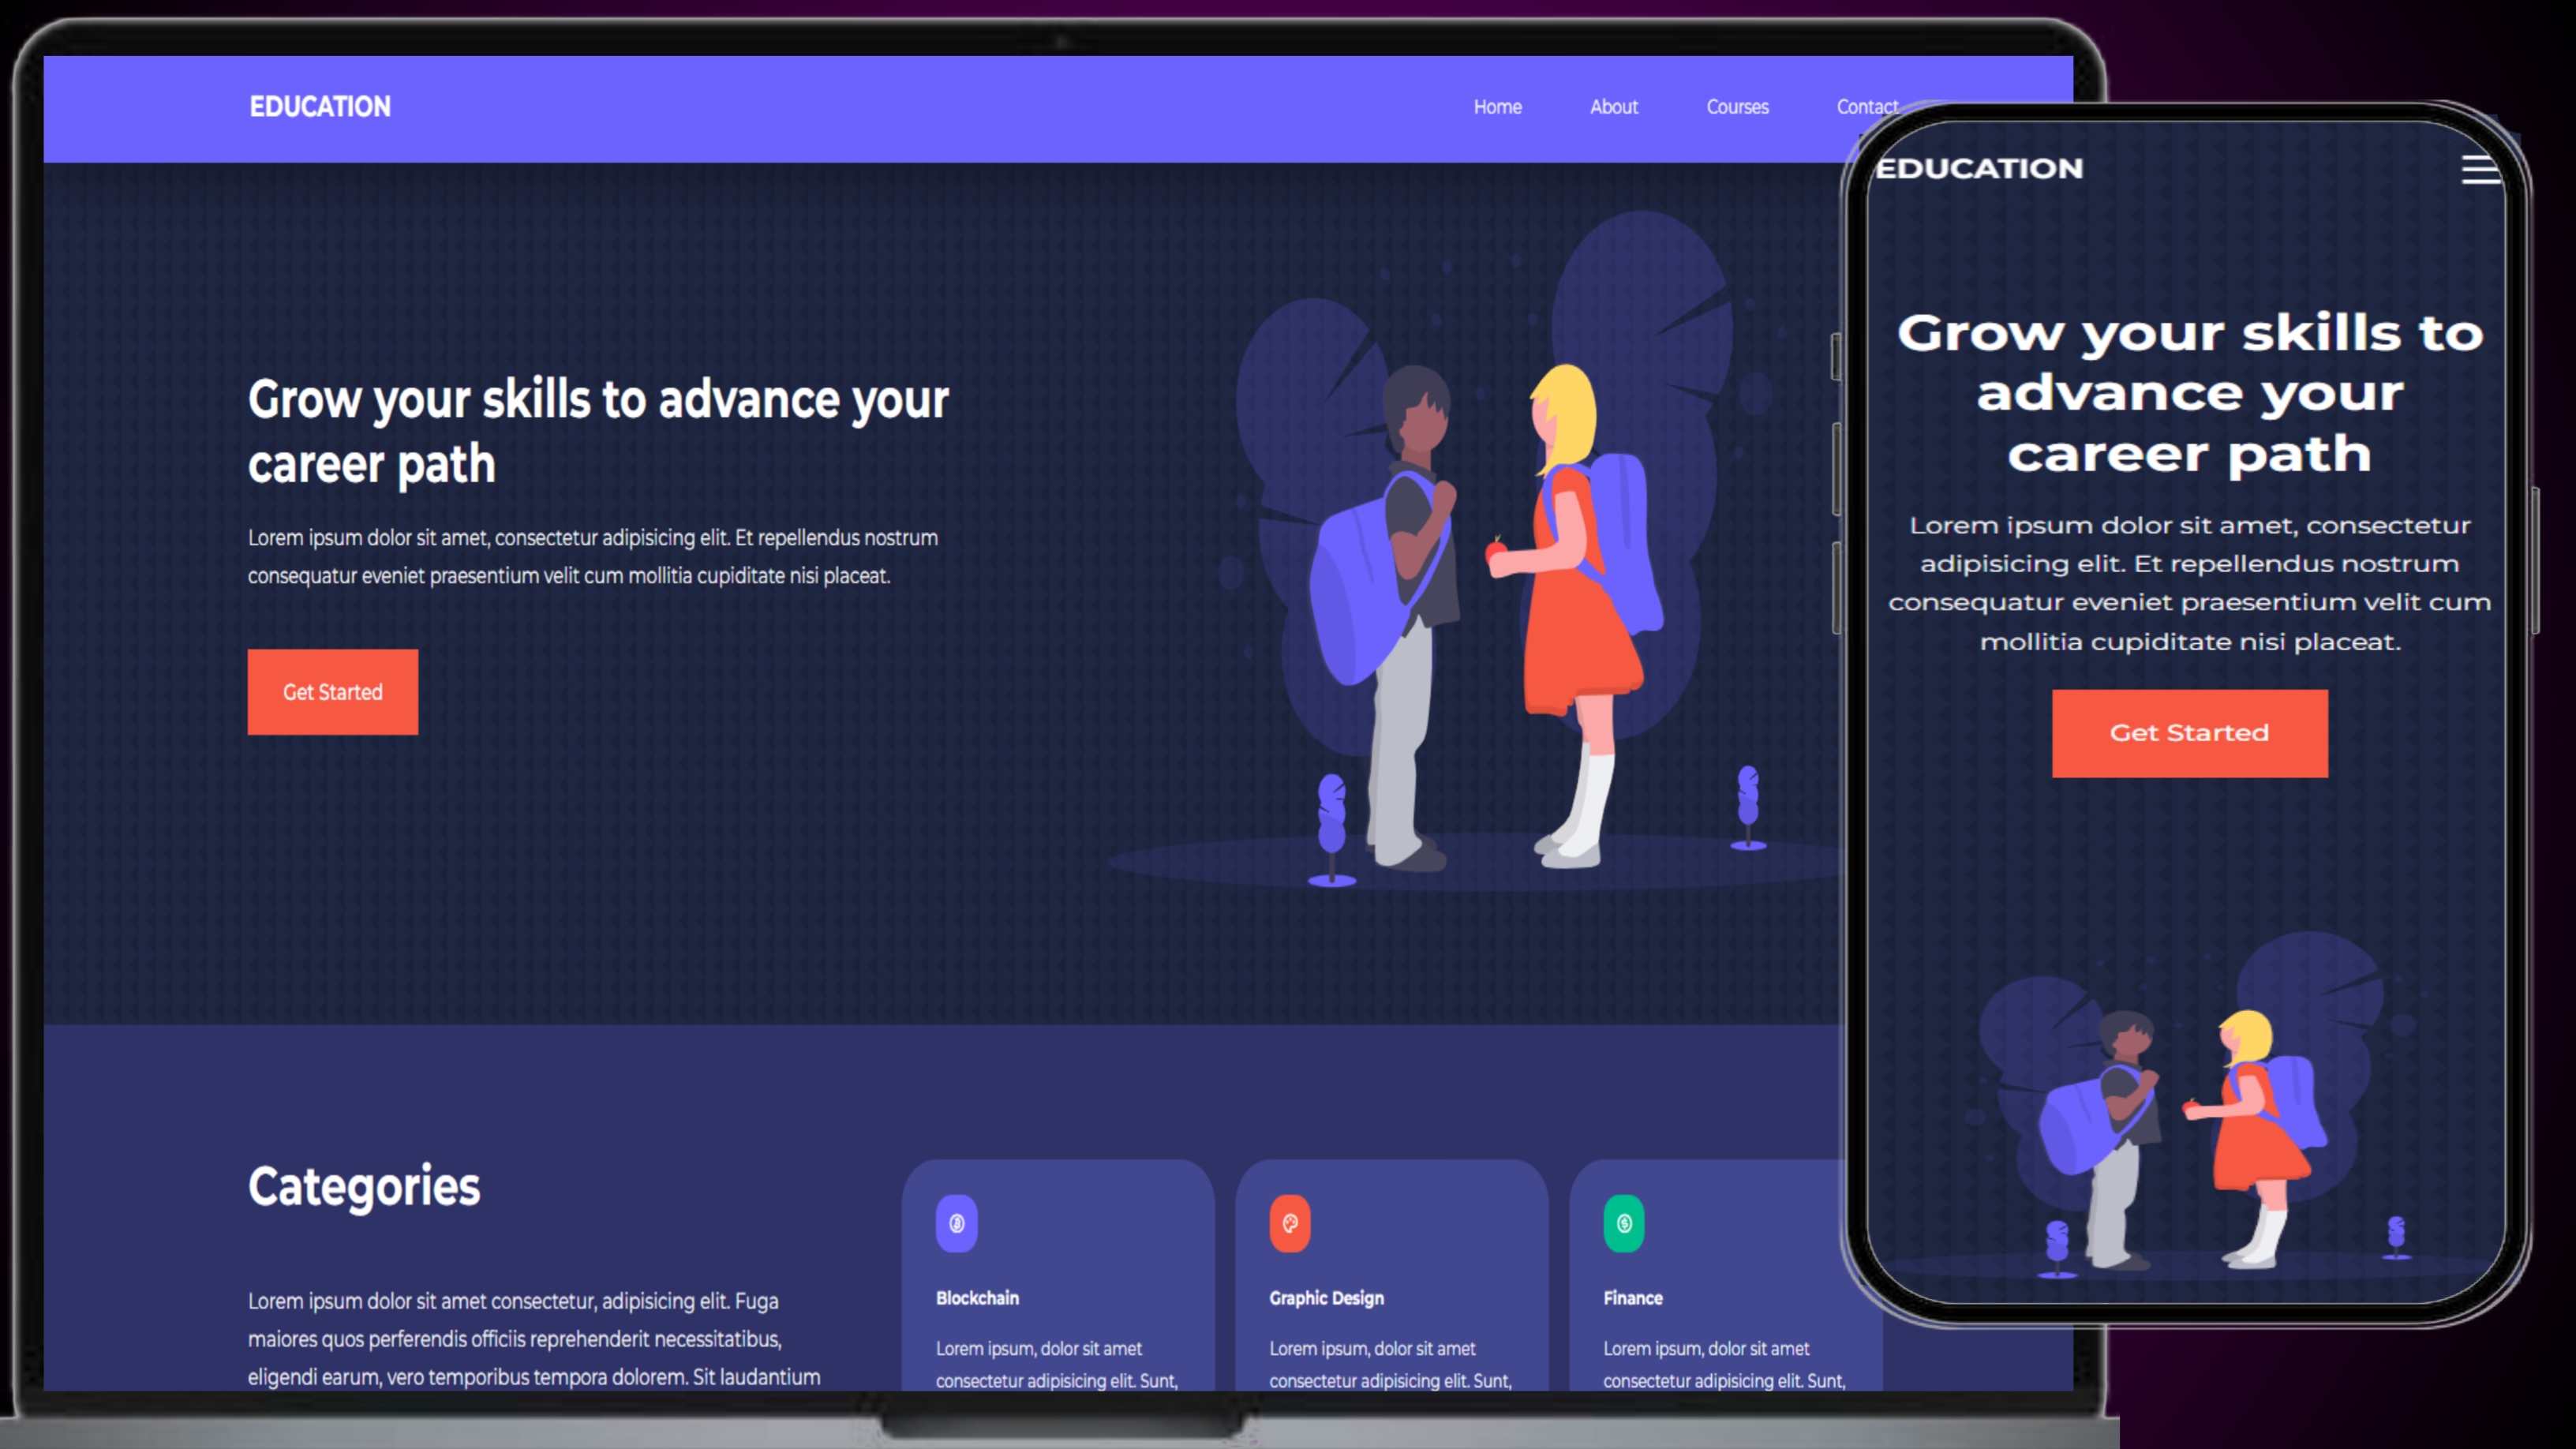 EDUCATION
Home
About
Courses
Contact
Grow your skills to advance your
career path
Lorem ipsum dolor sit amet, consectetur adipisicing elit. Et repellendus nostrum
consequatur eveniet praesentium velit cum mollitia cupiditate nisi placeat.
Get Started
Categories
Lorem ipsum dolor sit amet consectetur, adipisicing elit. Fuga
maiores quos perferendis officiis reprehenderit necessitatibus,
eligendi earum, vero temporibus tempora dolorem. Sit laudantium
Blockchain
Lorem ipsum, dolor sit amet
consectetur adipisicing elit. Sunt,
Graphic Design
Lorem ipsum, dolor sit amet
consectetur adipisicing elit. Sunt,
Finance
Lorem ipsum, dolor sit amet
consectetur adipisicing elit. Sunt,
EDUCATION
Grow your skills to
advance your
career path
Lorem ipsum dolor sit amet, consectetur
adipisicing elit. Et repellendus nostrum
consequatur eveniet praesentium velit cum
mollitia cupiditate nisi placeat.
Get Started